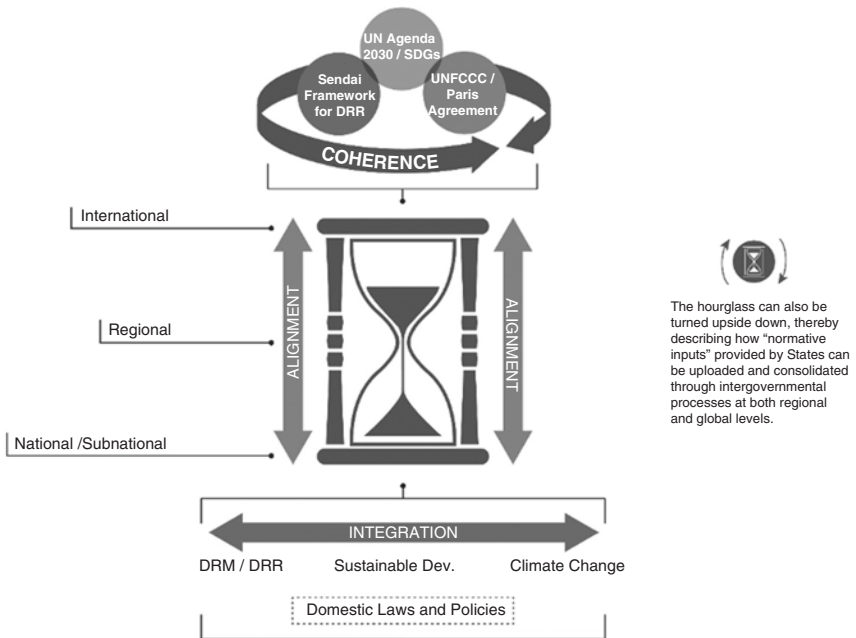 UN Agenda
2030 / SDGs
Sendai
Framework
for DRR
UNFCCC /
Paris
Agreement
COHERENCE
International
Regional
National /Subnational
ALIGNMENT
ALIGNMENT
The hourglass can also be
turned upside down, thereby
describing how “normative
inputs” provided by States can
be uploaded and consolidated
through intergovernmental
processes at both regional
and global levels.
INTEGRATION
DRM / DRR
Sustainable Dev.
Climate Change
Domestic Laws and Policies